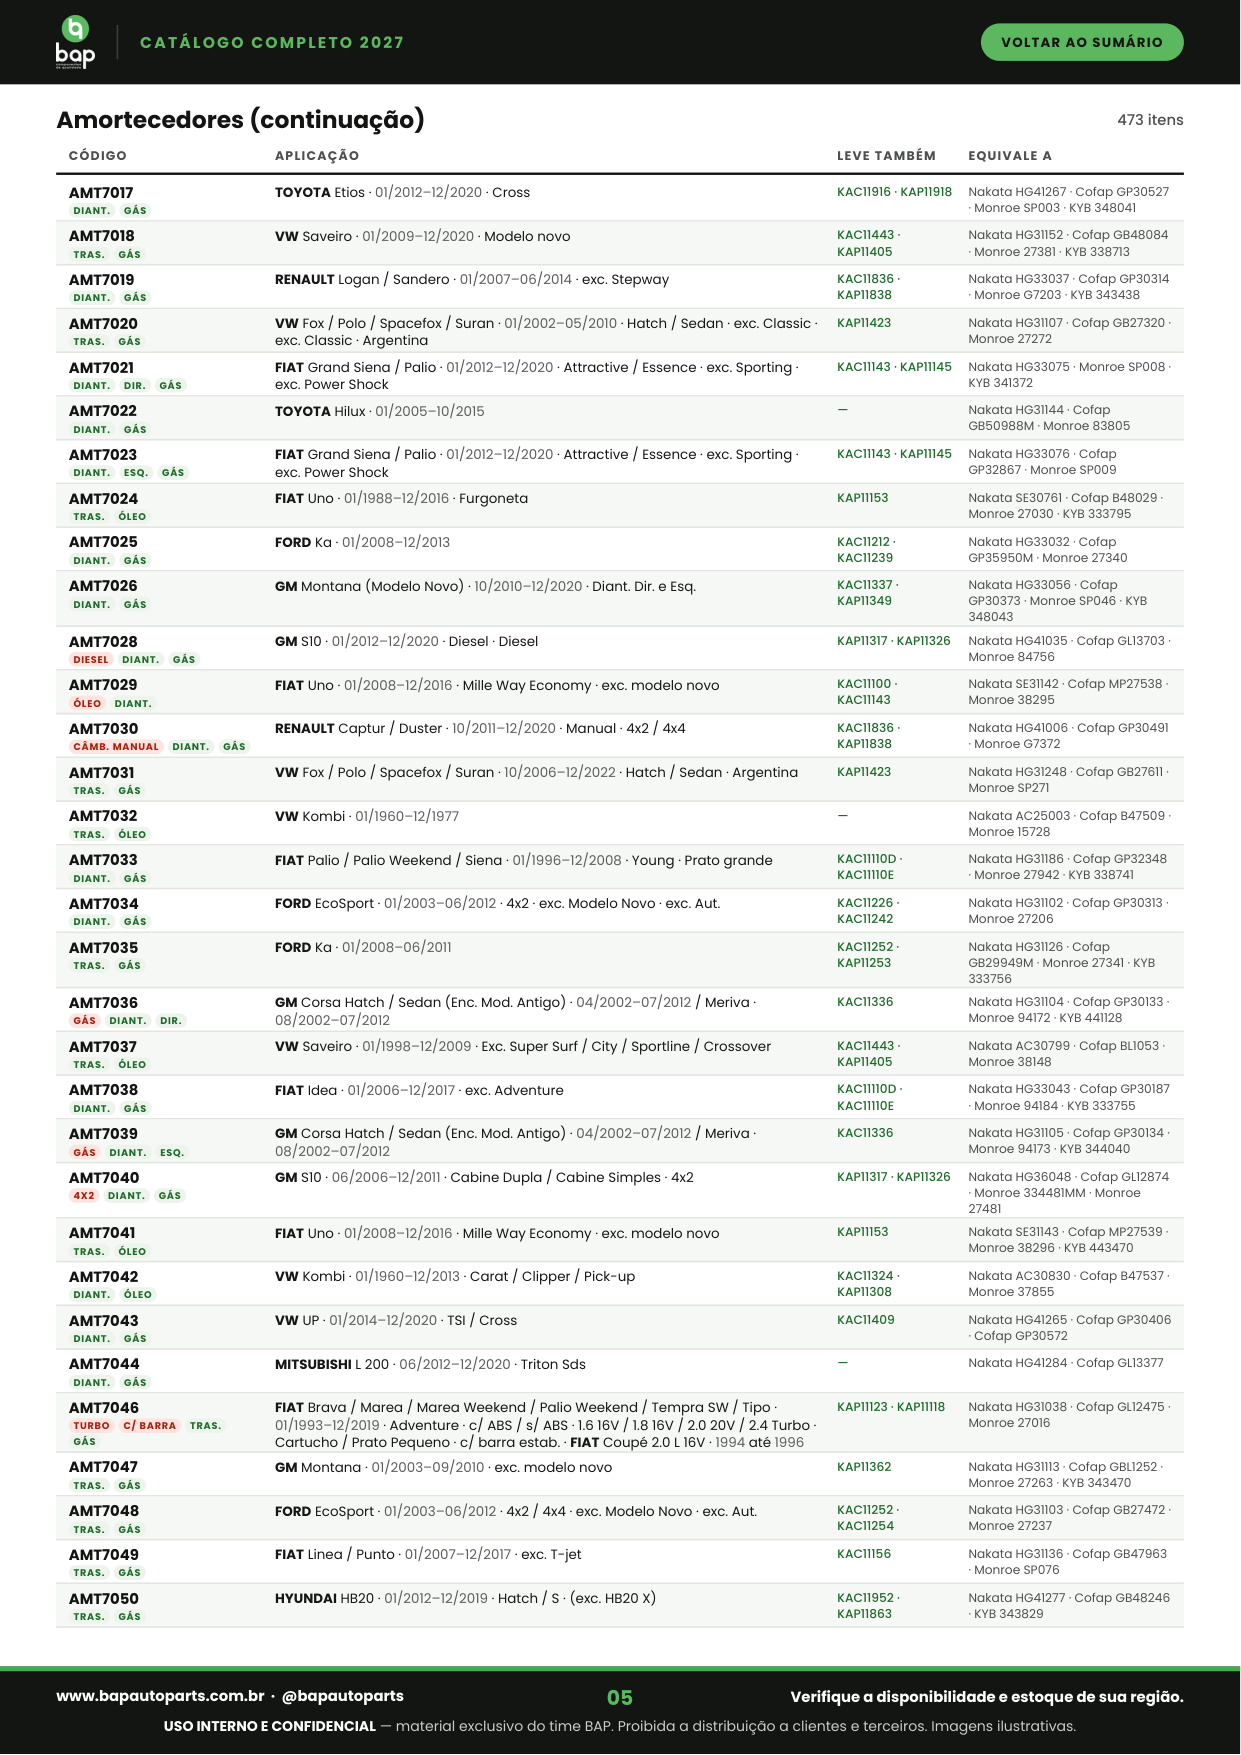 bap
CATÁLOGO COMPLETO 2027
VOLTAR AO SUMÁRIO
Amortecedores (continuação)
473 itens
CÓDIGO APLICAÇÃO LEVE TAMBÉM EQUIVALE A
AMT7017 TOYOTA Etios · 01/2012–12/2020 · Cross KAC11916 · KAP11918 Nakata HG41267 · Cofap GP30527
DIANT. GÁS · Monroe SP003 · KYB 348041
AMT7018 VW Saveiro · 01/2009–12/2020 · Modelo novo KAC11443 · Nakata HG31152 · Cofap GB48084
TRAS. GÁS KAP11405 · Monroe 27381 · KYB 338713
AMT7019 RENAULT Logan / Sandero · 01/2007–06/2014 · exc. Stepway KAC11836 · Nakata HG33037 · Cofap GP30314
DIANT. GÁS KAP11838 · Monroe G7203 · KYB 343438
AMT7020 VW Fox / Polo / Spacefox / Suran · 01/2002–05/2010 · Hatch / Sedan · exc. Classic · KAP11423 Nakata HG31107 · Cofap GB27320 ·
TRAS. GÁS exc. Classic · Argentina Monroe 27272
AMT7021 FIAT Grand Siena / Palio · 01/2012–12/2020 · Attractive / Essence · exc. Sporting · KAC11143 · KAP11145 Nakata HG33075 · Monroe SP008 ·
DIANT. DIR. GÁS exc. Power Shock KYB 341372
AMT7022 TOYOTA Hilux · 01/2005–10/2015 — Nakata HG31144 · Cofap
DIANT. GÁS GB50988M · Monroe 83805
AMT7023 FIAT Grand Siena / Palio · 01/2012–12/2020 · Attractive / Essence · exc. Sporting · KAC11143 · KAP11145 Nakata HG33076 · Cofap
DIANT. ESQ. GÁS exc. Power Shock GP32867 · Monroe SP009
AMT7024 FIAT Uno · 01/1988–12/2016 · Furgoneta KAP11153 Nakata SE30761 · Cofap B48029 ·
TRAS. ÓLEO Monroe 27030 · KYB 333795
AMT7025 FORD Ka · 01/2008–12/2013 KAC11212 · Nakata HG33032 · Cofap
DIANT. GÁS KAC11239 GP35950M · Monroe 27340
AMT7026 GM Montana (Modelo Novo) · 10/2010–12/2020 · Diant. Dir. e Esq. KAC11337 · Nakata HG33056 · Cofap
DIANT. GÁS KAP11349 GP30373 · Monroe SP046 · KYB
348043
AMT7028 GM S10 · 01/2012–12/2020 · Diesel · Diesel KAP11317 · KAP11326 Nakata HG41035 · Cofap GL13703 ·
DIESEL DIANT. GÁS Monroe 84756
AMT7029 FIAT Uno · 01/2008–12/2016 · Mille Way Economy · exc. modelo novo KAC11100 · Nakata SE31142 · Cofap MP27538 ·
ÓLEO DIANT. KAC11143 Monroe 38295
AMT7030 RENAULT Captur / Duster · 10/2011–12/2020 · Manual · 4x2 / 4x4 KAC11836 · Nakata HG41006 · Cofap GP30491
CÂMB. MANUAL DIANT. GÁS KAP11838 · Monroe G7372
AMT7031 VW Fox / Polo / Spacefox / Suran · 10/2006–12/2022 · Hatch / Sedan · Argentina KAP11423 Nakata HG31248 · Cofap GB27611 ·
TRAS. GÁS Monroe SP271
AMT7032 VW Kombi · 01/1960–12/1977 — Nakata AC25003 · Cofap B47509 ·
TRAS. ÓLEO Monroe 15728
AMT7033 FIAT Palio / Palio Weekend / Siena · 01/1996–12/2008 · Young · Prato grande KAC11110D · Nakata HG31186 · Cofap GP32348
DIANT. GÁS KAC11110E · Monroe 27942 · KYB 338741
AMT7034 FORD EcoSport · 01/2003–06/2012 · 4x2 · exc. Modelo Novo · exc. Aut. KAC11226 · Nakata HG31102 · Cofap GP30313 ·
DIANT. GÁS KAC11242 Monroe 27206
AMT7035 FORD Ka · 01/2008–06/2011 KAC11252 · Nakata HG31126 · Cofap
TRAS. GÁS KAP11253 GB29949M · Monroe 27341 · KYB
333756
AMT7036 GM Corsa Hatch / Sedan (Enc. Mod. Antigo) · 04/2002–07/2012 / Meriva · KAC11336 Nakata HG31104 · Cofap GP30133 ·
GÁS DIANT. DIR. 08/2002–07/2012 Monroe 94172 · KYB 441128
AMT7037 VW Saveiro · 01/1998–12/2009 · Exc. Super Surf / City / Sportline / Crossover KAC11443 · Nakata AC30799 · Cofap BL1053 ·
TRAS. ÓLEO KAP11405 Monroe 38148
AMT7038 FIAT Idea · 01/2006–12/2017 · exc. Adventure KAC11110D · Nakata HG33043 · Cofap GP30187
DIANT. GÁS KAC11110E · Monroe 94184 · KYB 333755
AMT7039 GM Corsa Hatch / Sedan (Enc. Mod. Antigo) · 04/2002–07/2012 / Meriva · KAC11336 Nakata HG31105 · Cofap GP30134 ·
GÁS DIANT. ESQ. 08/2002–07/2012 Monroe 94173 · KYB 344040
AMT7040 GM S10 · 06/2006–12/2011 · Cabine Dupla / Cabine Simples · 4x2 KAP11317 · KAP11326 Nakata HG36048 · Cofap GL12874
4X2 DIANT. GÁS · Monroe 334481MM · Monroe
27481
AMT7041 FIAT Uno · 01/2008–12/2016 · Mille Way Economy · exc. modelo novo KAP11153 Nakata SE31143 · Cofap MP27539 ·
TRAS. ÓLEO Monroe 38296 · KYB 443470
AMT7042 VW Kombi · 01/1960–12/2013 · Carat / Clipper / Pick-up KAC11324 · Nakata AC30830 · Cofap B47537 ·
DIANT. ÓLEO KAP11308 Monroe 37855
AMT7043 VW UP · 01/2014–12/2020 · TSI / Cross KAC11409 Nakata HG41265 · Cofap GP30406
DIANT. GÁS · Cofap GP30572
AMT7044 MITSUBISHI L 200 · 06/2012–12/2020 · Triton Sds — Nakata HG41284 · Cofap GL13377
DIANT. GÁS
AMT7046 FIAT Brava / Marea / Marea Weekend / Palio Weekend / Tempra SW / Tipo · KAP11123 · KAP11118 Nakata HG31038 · Cofap GL12475 ·
TURBO C/ BARRA TRAS. 01/1993–12/2019 · Adventure · c/ ABS / s/ ABS · 1.6 16V / 1.8 16V / 2.0 20V / 2.4 Turbo · Monroe 27016
GÁS Cartucho / Prato Pequeno · c/ barra estab. · FIAT Coupé 2.0 L 16V · 1994 até 1996
AMT7047 GM Montana · 01/2003–09/2010 · exc. modelo novo KAP11362 Nakata HG31113 · Cofap GBL1252 ·
TRAS. GÁS Monroe 27263 · KYB 343470
AMT7048 FORD EcoSport · 01/2003–06/2012 · 4x2 / 4x4 · exc. Modelo Novo · exc. Aut. KAC11252 · Nakata HG31103 · Cofap GB27472 ·
TRAS. GÁS KAC11254 Monroe 27237
AMT7049 FIAT Linea / Punto · 01/2007–12/2017 · exc. T-jet KAC11156 Nakata HG31136 · Cofap GB47963
TRAS. GÁS · Monroe SP076
AMT7050 HYUNDAI HB20 · 01/2012–12/2019 · Hatch / S · (exc. HB20 X) KAC11952 · Nakata HG41277 · Cofap GB48246
TRAS. GÁS KAP11863 · KYB 343829
www.bapautoparts.com.br · @bapautoparts 05 Verifique a disponibilidade e estoque de sua região.
USO INTERNO E CONFIDENCIAL — material exclusivo do time BAP. Proibida a distribuição a clientes e terceiros. Imagens ilustrativas.